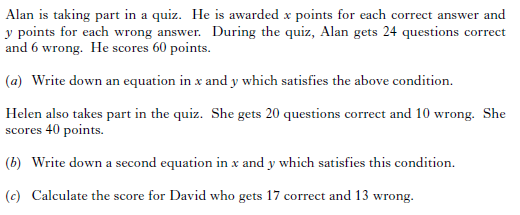 Alan is taking part in a quiz. He is awarded x points for each correct answer and
y points for each wrong answer. During the quiz, Alan gets 24 questions correct
and 6 wrong. He scores 60 points.
(a) Write down an equation in x and y which satisfies the above condition.
Helen also takes part in the quiz. She gets 20 questions correct and 10 wrong. She
scores 40 points.
(b) Write down a second equation in x and y which satisfies this condition.
(c) Calculate the score for David who gets 17 correct and 13 wrong.